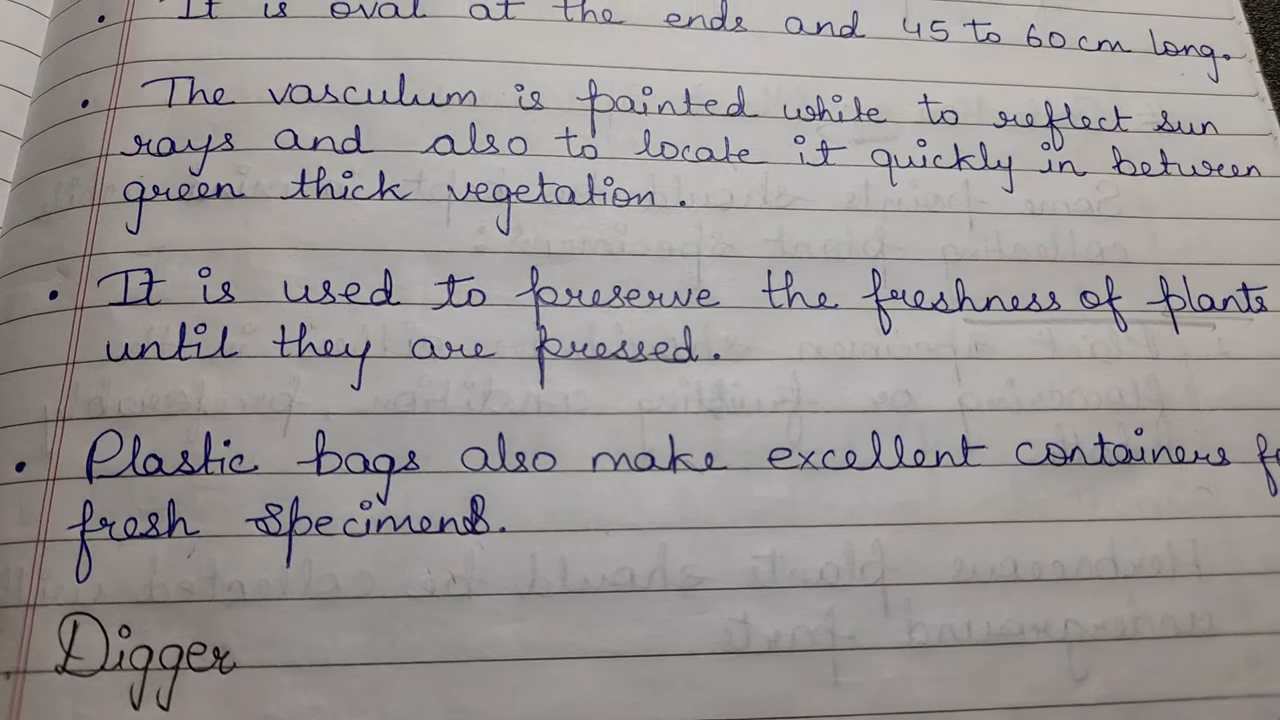 • It is oval at the ends and 45 to 60 cm long.
• The vasculum is painted white to reflect sun
rays and also to locate it quickly in between
green thick vegetation.
• It is used to preserve the freshness of plants
until they are pressed.
• Plastic bags also make excellent containers
fresh specimens.
Digger